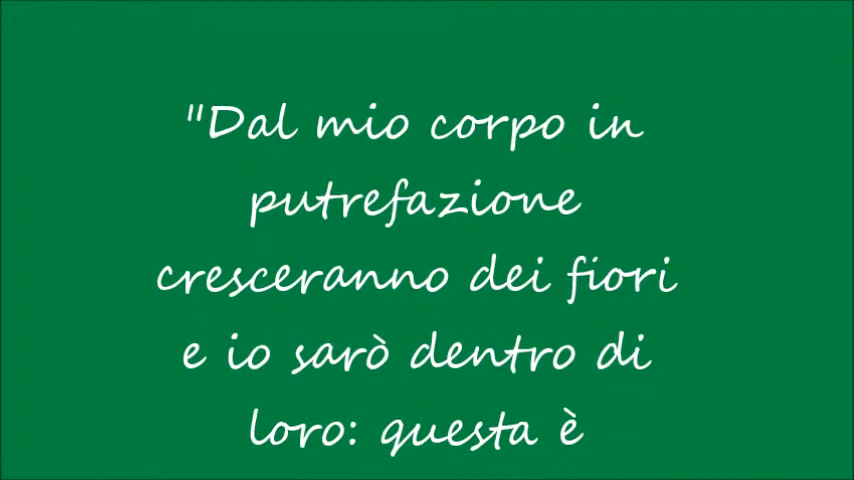 "Dal mio corpo in
putrefazione
cresceranno dei fiori
e io sarò dentro di
loro: questa è